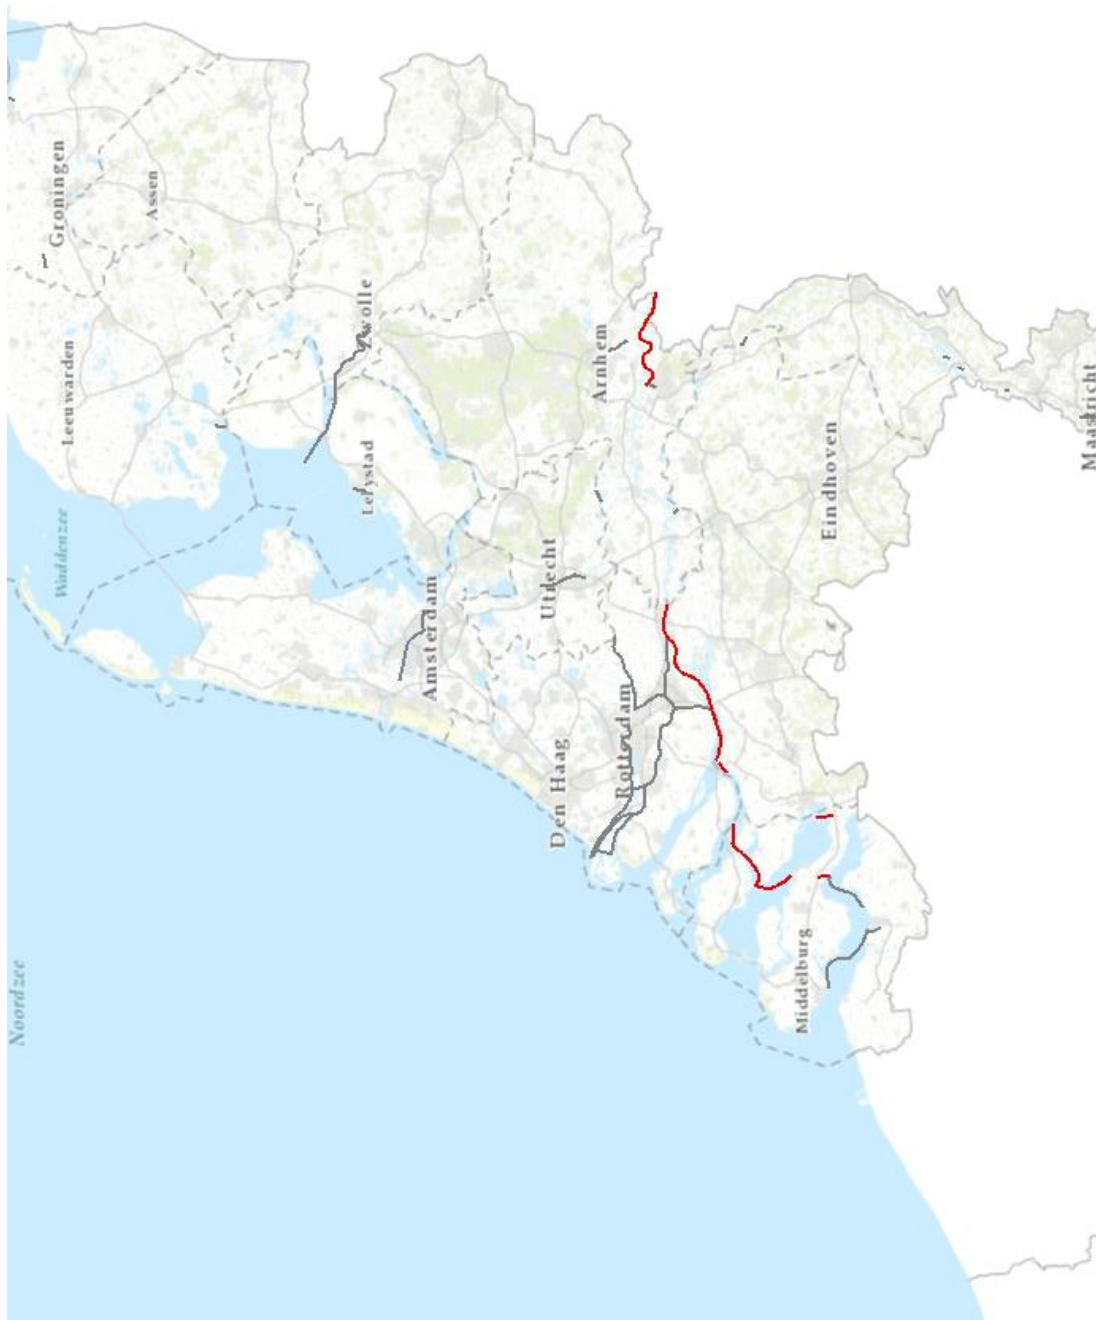 Groningen
Assen
Leeuwarden
Waddenzee
Zwolle
Lelystad
Arnhem
Amsterdam
Utrecht
Eindhoven
Maastricht
Den Haag
Rotterdam
Middelburg
Noordzee